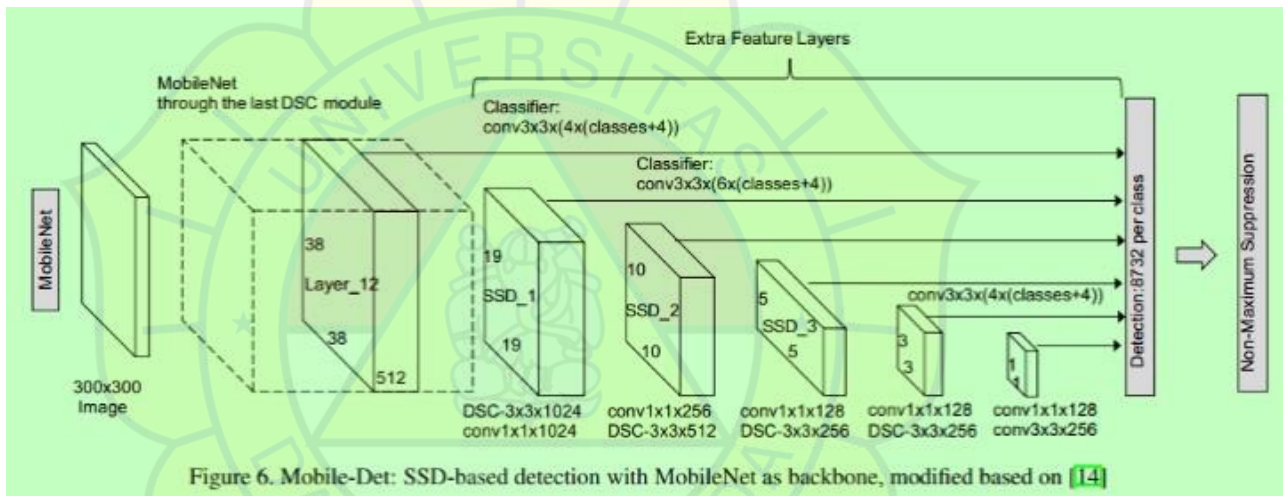 Extra Feature Layers
MobileNet
through the last DSC module
Classifier:
conv3x3x(4x(classes+4))
Classifier:
conv3x3x(6x(classes+4))
MobileNet
300x300
Image
38
Layer_12
38
512
19
SSD_1
19
DSC-3x3x1024
conv1x1x1024
10
SSD_2
10
conv1x1x256
DSC-3x3x512
5
SSD_3
5
conv1x1x128
DSC-3x3x256
conv3x3x(4x(classes+4))
3
3
conv1x1x128
DSC-3x3x256
1
1
conv1x1x128
conv3x3x256
Detection:8732 per class
Non-Maximum Suppression
UNIVERSITAS
Figure 6. Mobile-Det: SSD-based detection with MobileNet as backbone, modified based on [14]